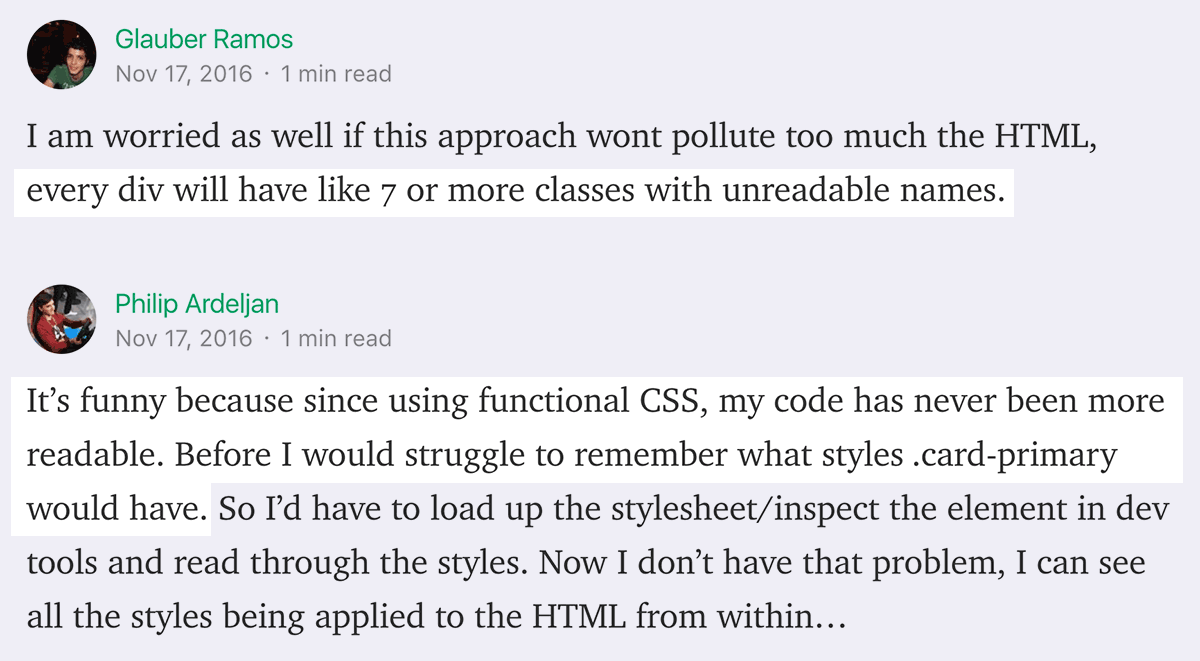 Glauber Ramos
Nov 17, 2016 · 1 min read
I am worried as well if this approach wont pollute too much the HTML,
every div will have like 7 or more classes with unreadable names.
Philip Ardeljan
Nov 17, 2016 · 1 min read
It’s funny because since using functional CSS, my code has never been more
readable. Before I would struggle to remember what styles .card-primary
would have. So I’d have to load up the stylesheet/inspect the element in dev
tools and read through the styles. Now I don’t have that problem, I can see
all the styles being applied to the HTML from within…